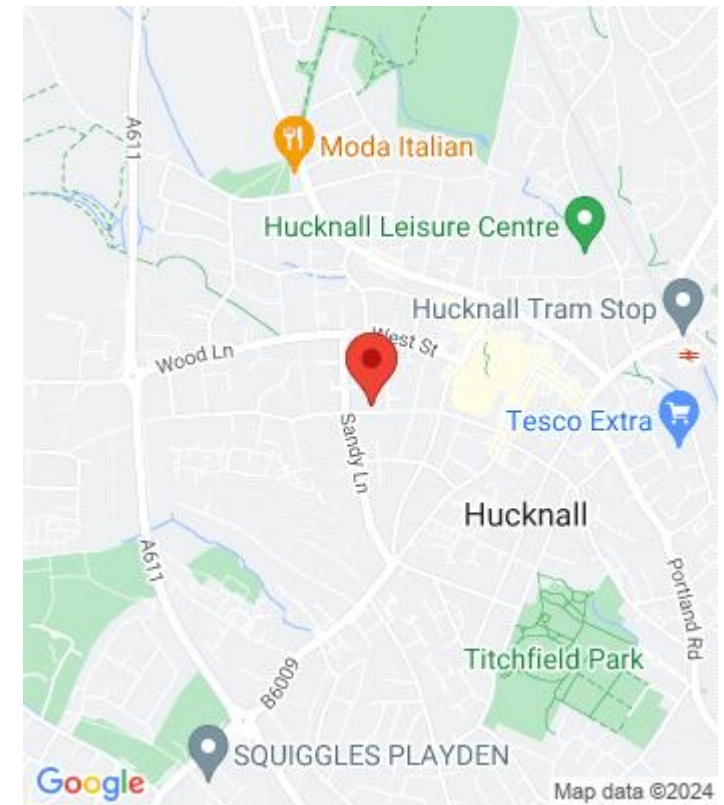 A611
Moda Italian
Hucknall Leisure Centre
Hucknall Tram Stop
West St
Wood Ln
Tesco Extra
Sandy Ln
Hucknall
A611
Portland Rd
Titchfield Park
B6009
SQUIGGLES PLAYDEN
Google
Map data ©2024